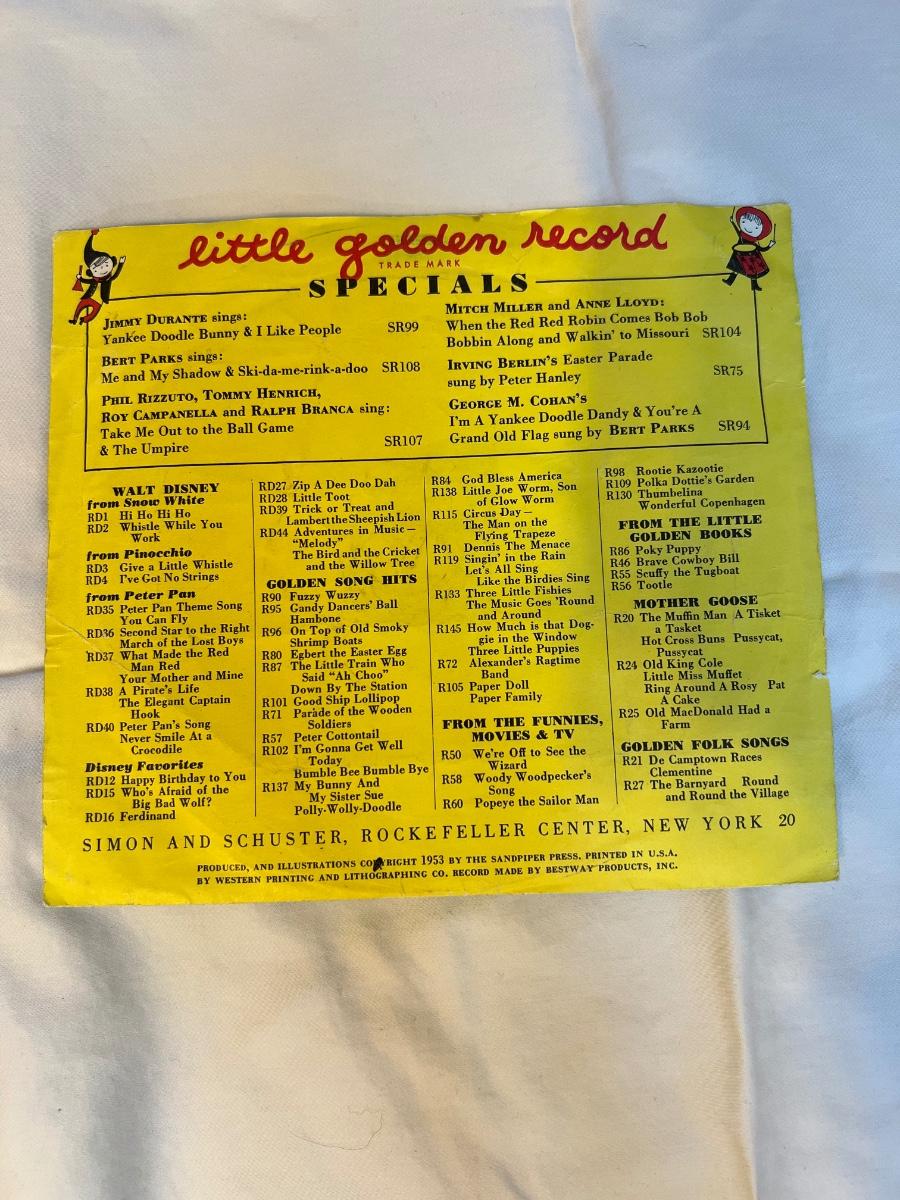 little golden record
TRADE MARK
SPECIALS
JIMMY DURANTE sings:
Yankee Doodle Bunny & I Like People SR99
BERT PARKS sings:
Me and My Shadow & Ski-da-me-rink-a-doo SR108
PHIL RIZZUTO, TOMMY HENRICH,
ROY CAMPANELLA and RALPH BRANCA sing:
Take Me Out to the Ball Game
& The Umpire SR107
MITCH MILLER and ANNE LLOYD:
When the Red Red Robin Comes Bob Bob
Bobbin Along and Walkin' to Missouri SR104
IRVING BERLIN'S Easter Parade
sung by Peter Hanley SR75
GEORGE M. COHAN'S
I'm A Yankee Doodle Dandy & You're A
Grand Old Flag sung by BERT PARKS SR94
WALT DISNEY
from Snow White
RD1 Hi Ho Hi Ho
RD2 Whistle While You
Work
from Pinocchio
RD3 Give a Little Whistle
RD4 I've Got No Strings
from Peter Pan
RD35 Peter Pan Theme Song
You Can Fly
RD36 Second Star to the Right
March of the Lost Boys
RD37 What Made the Red
Man Red
Your Mother and Mine
RD38 A Pirate's Life
The Elegant Captain
Hook
RD40 Peter Pan's Song
Never Smile At a
Crocodile
Disney Favorites
RD12 Happy Birthday to You
RD15 Who's Afraid of the
Big Bad Wolf?
RD16 Ferdinand
RD27 Zip A Dee Doo Dah
RD28 Little Toot
RD39 Trick or Treat and
Lambert the Sheepish Lion
RD44 Adventures in Music—
"Melody"
The Bird and the Cricket
and the Willow Tree
GOLDEN SONG HITS
R90 Fuzzy Wuzzy
R95 Gandy Dancers' Ball
Hambone
R96 On Top of Old Smoky
Shrimp Boats
R80 Egbert the Easter Egg
R87 The Little Train Who
Said "Ah Choo"
Down By The Station
R101 Good Ship Lollipop
R71 Parade of the Wooden
Soldiers
R57 Peter Cottontail
R102 I'm Gonna Get Well
Today
Bumble Bee Bumble Bye
R137 My Bunny And
My Sister Sue
Polly-Wolly-Doodle
R84 God Bless America
R138 Little Joe Worm, Son
of Glow Worm
R115 Circus Day—
The Man on the
Flying Trapeze
R91 Dennis The Menace
R119 Singin' in the Rain
Let's All Sing
Like the Birdies Sing
R133 Three Little Fishies
The Music Goes 'Round
and Around
R145 How Much is that Dog-
gie in the Window
Three Little Puppies
R72 Alexander's Ragtime
Band
R105 Paper Doll
Paper Family
FROM THE FUNNIES,
MOVIES & TV
R50 We're Off to See the
Wizard
R58 Woody Woodpecker's
Song
R60 Popeye the Sailor Man
R98 Rootie Kazootie
R109 Polka Dottie's Garden
R130 Thumbelina
Wonderful Copenhagen
FROM THE LITTLE
GOLDEN BOOKS
R86 Poky Puppy
R46 Brave Cowboy Bill
R55 Scuffy the Tugboat
R56 Tootle
MOTHER GOOSE
R20 The Muffin Man A Tisket
a Tasket
Hot Cross Buns Pussycat,
Pussycat
R24 Old King Cole
Little Miss Muffet
Ring Around A Rosy Pat
A Cake
R25 Old MacDonald Had a
Farm
GOLDEN FOLK SONGS
R21 De Camptown Races
Clementine
R27 The Barnyard Round
and Round the Village
SIMON AND SCHUSTER, ROCKEFELLER CENTER, NEW YORK 20
PRODUCED, AND ILLUSTRATIONS COPYRIGHT 1953 BY THE SANDPIPER PRESS. PRINTED IN U.S.A.
BY WESTERN PRINTING AND LITHOGRAPHING CO. RECORD MADE BY BESTWAY PRODUCTS, INC.